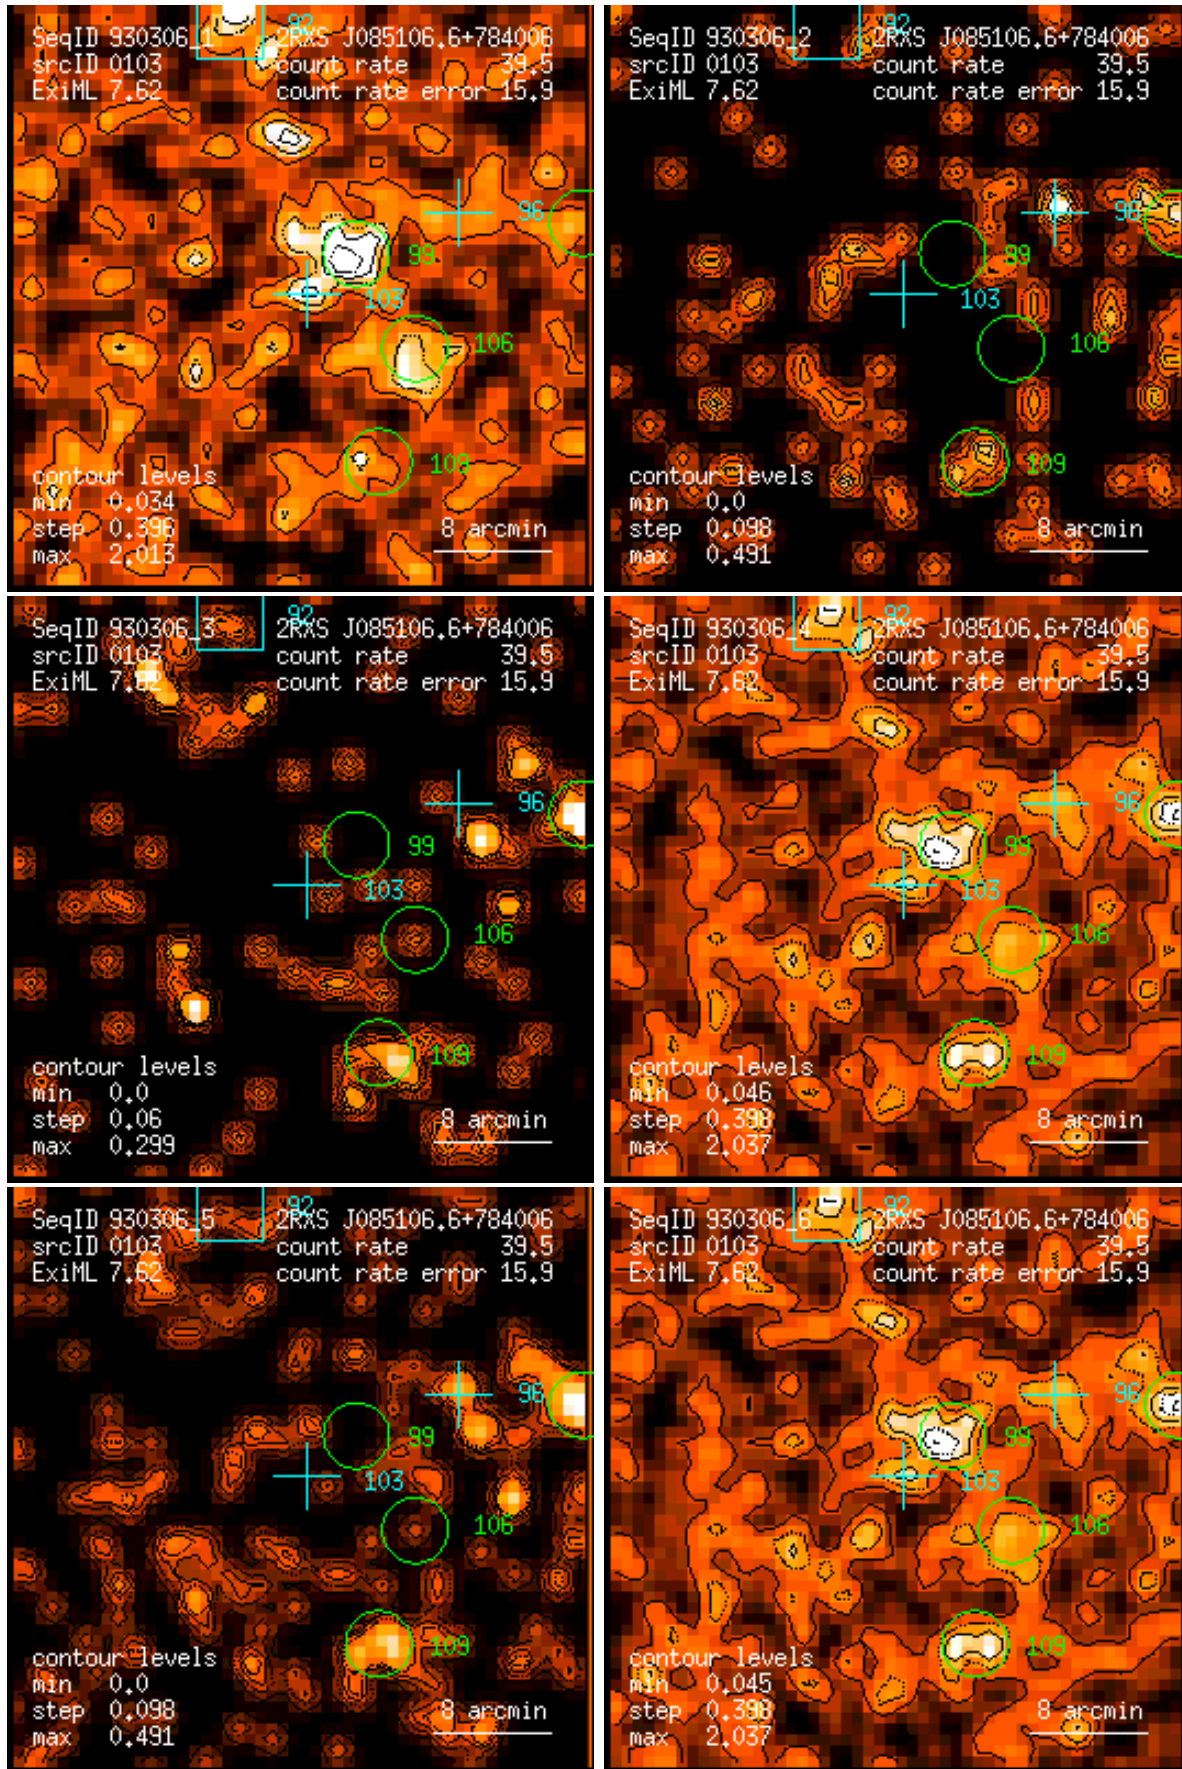 92
SeqID 930306_1 2RXS J085106.6+784006
srcID 0103 count rate 39.5
ExiML 7.62 count rate error 15.9
96
99
103
106
109
contour levels
min 0.034
step 0.396 8 arcmin
max 2.013
92
SeqID 930306_2 2RXS J085106.6+784006
srcID 0103 count rate 39.5
ExiML 7.62 count rate error 15.9
96
99
103
106
109
contour levels
min 0.0
step 0.098 8 arcmin
max 0.491
92
SeqID 930306_3 2RXS J085106.6+784006
srcID 0103 count rate 39.5
ExiML 7.62 count rate error 15.9
96
99
103
106
109
contour levels
min 0.0
step 0.06 8 arcmin
max 0.299
92
SeqID 930306_4 2RXS J085106.6+784006
srcID 0103 count rate 39.5
ExiML 7.62 count rate error 15.9
96
99
103
106
109
contour levels
min 0.046
step 0.398 8 arcmin
max 2.037
92
SeqID 930306_5 2RXS J085106.6+784006
srcID 0103 count rate 39.5
ExiML 7.62 count rate error 15.9
96
99
103
106
109
contour levels
min 0.0
step 0.098 8 arcmin
max 0.491
92
SeqID 930306_6 2RXS J085106.6+784006
srcID 0103 count rate 39.5
ExiML 7.62 count rate error 15.9
96
99
103
106
109
contour levels
min 0.045
step 0.398 8 arcmin
max 2.037